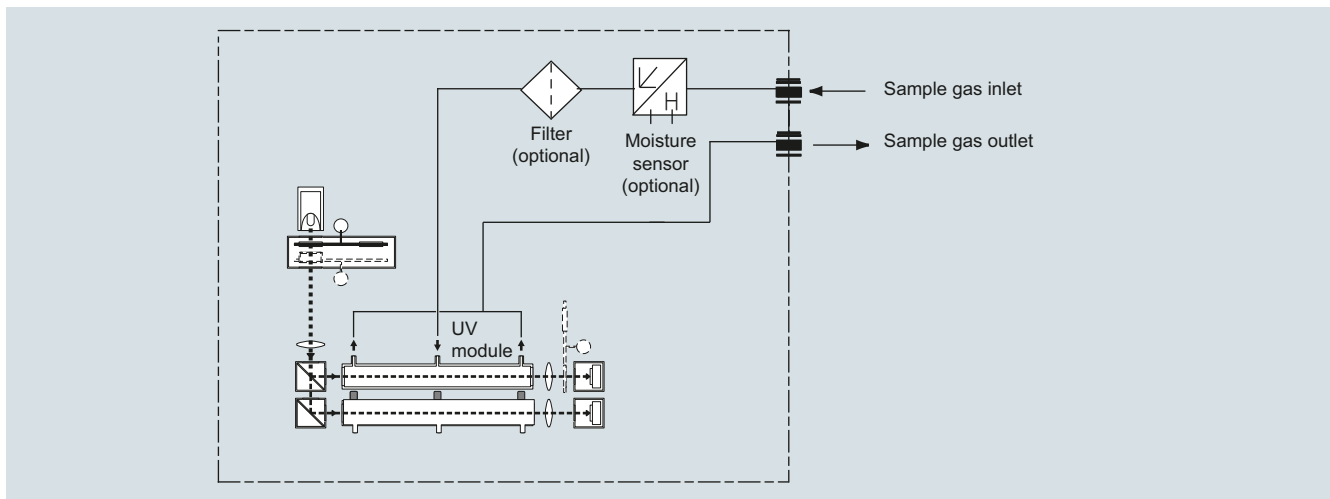 Sample gas inlet
Sample gas outlet
Filter
(optional)
H
Moisture
sensor
(optional)
UV
module